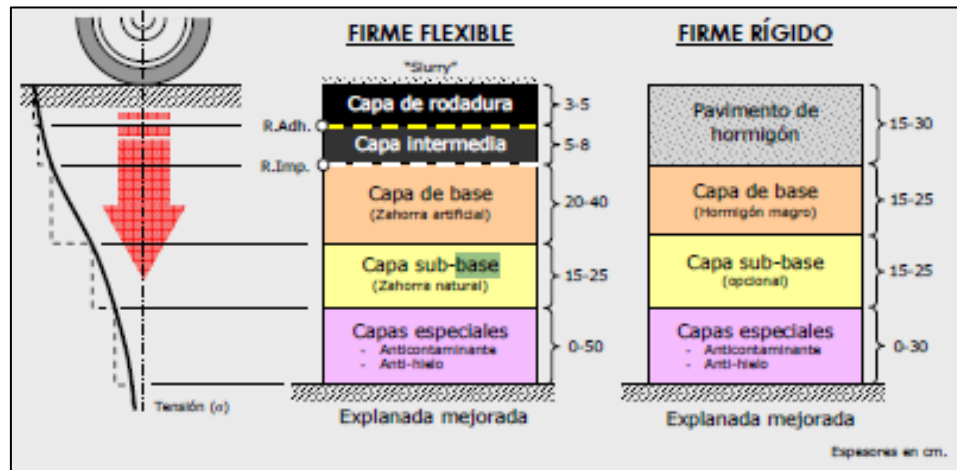 FIRME FLEXIBLE
"Slurry"
Capa de rodadura
3-5
R.Adh.
Capa intermedia
5-8
R.Imp.
Capa de base
(Zahorra artificial)
20-40
Capa sub-base
(Zahorra natural)
15-25
Capas especiales
- Anticontaminante
- Anti-hielo
0-50
Tensión (σ)
Explanada mejorada
FIRME RÍGIDO
Pavimento de
hormigón
15-30
Capa de base
(Hormigón magro)
15-25
Capa sub-base
(opcional)
15-25
Capas especiales
- Anticontaminante
- Anti-hielo
0-30
Explanada mejorada
Espesores en cm.